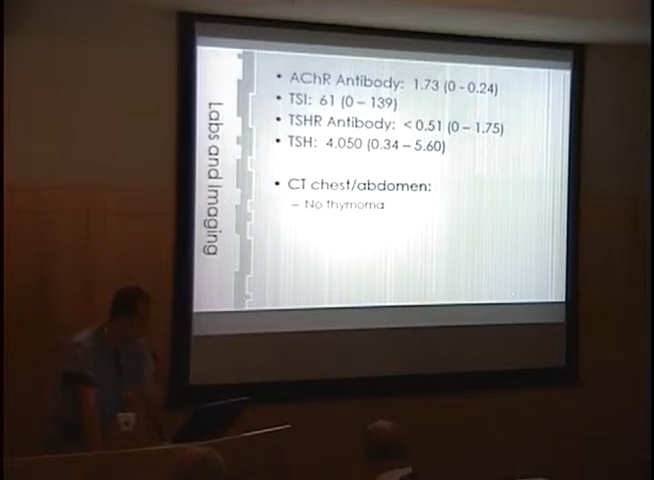 Labs and Imaging
• AChR Antibody: 1.73 (0 - 0.24)
• TSI: 61 (0 – 139)
• TSHR Antibody: < 0.51 (0 – 1.75)
• TSH: 4.050 (0.34 – 5.60)
• CT chest/abdomen:
– No thymoma